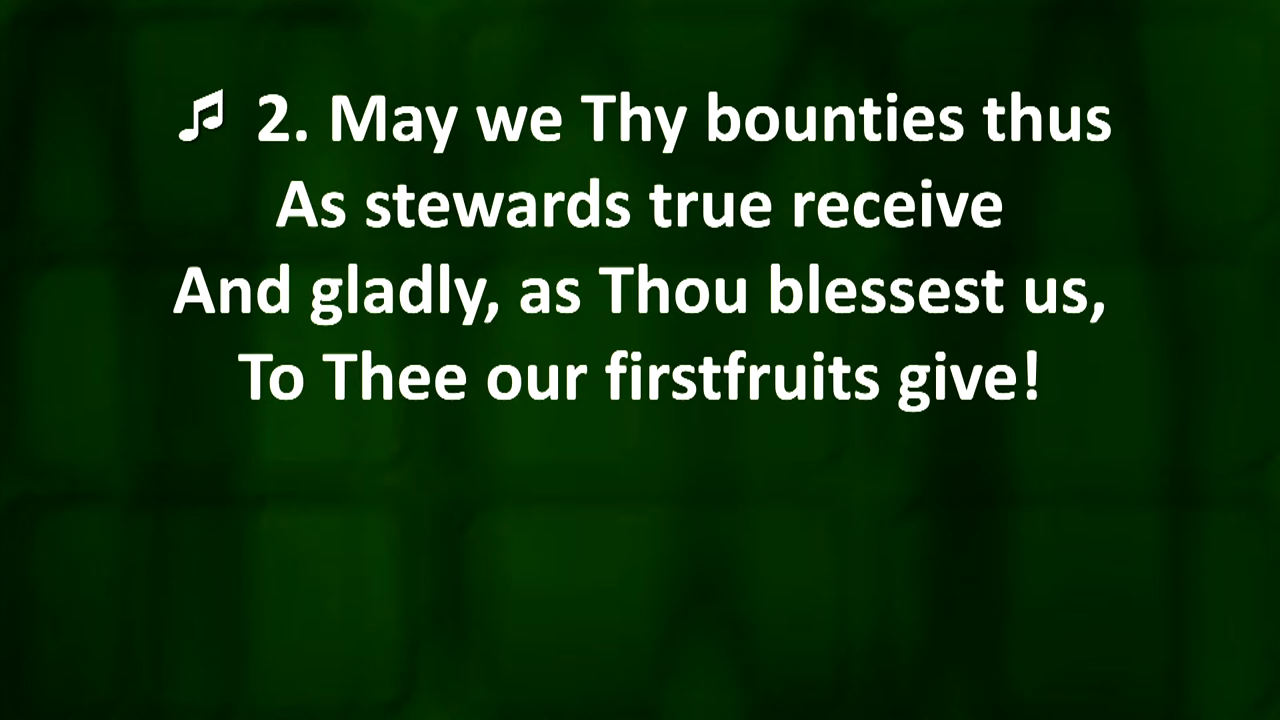 ♫ 2. May we Thy bounties thus
As stewards true receive
And gladly, as Thou blessest us,
To Thee our firstfruits give!